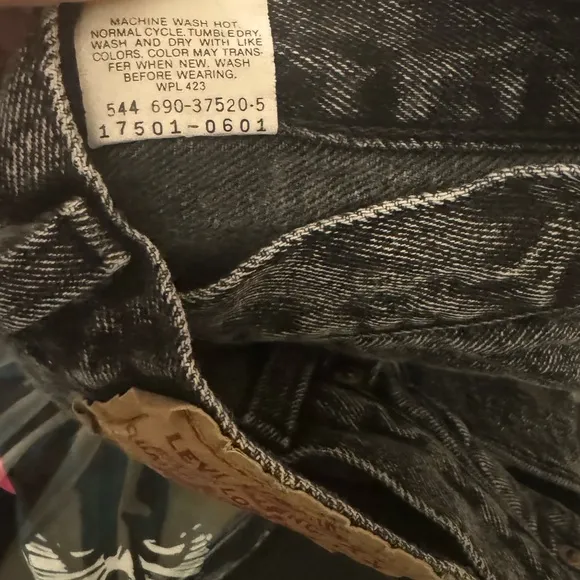 MACHINE WASH HOT,
NORMAL CYCLE. TUMBLE DRY.
WASH AND DRY WITH LIKE
COLORS. COLOR MAY TRANS-
FER WHEN NEW. WASH
BEFORE WEARING.
WPL 423
544 690-37520-5
17501-0601
LEVI